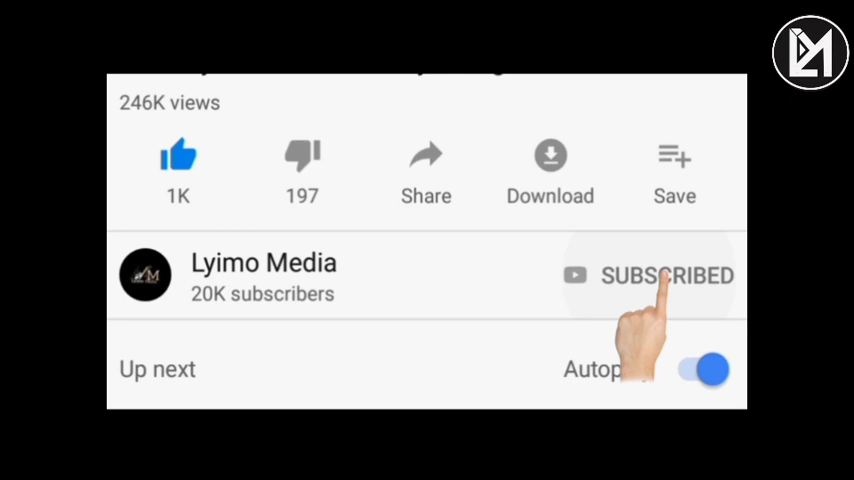 246K views
1K
197
Share
Download
Save
Lyimo Media
20K subscribers
SUBSCRIBED
Up next